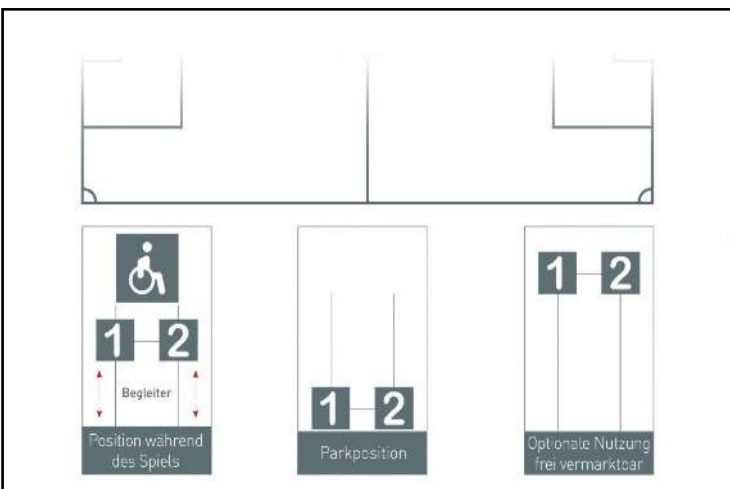 1 2
Begleiter
Position während
des Spiels
1 2
Parkposition
1 2
Optionale Nutzung
frei vermarktbar